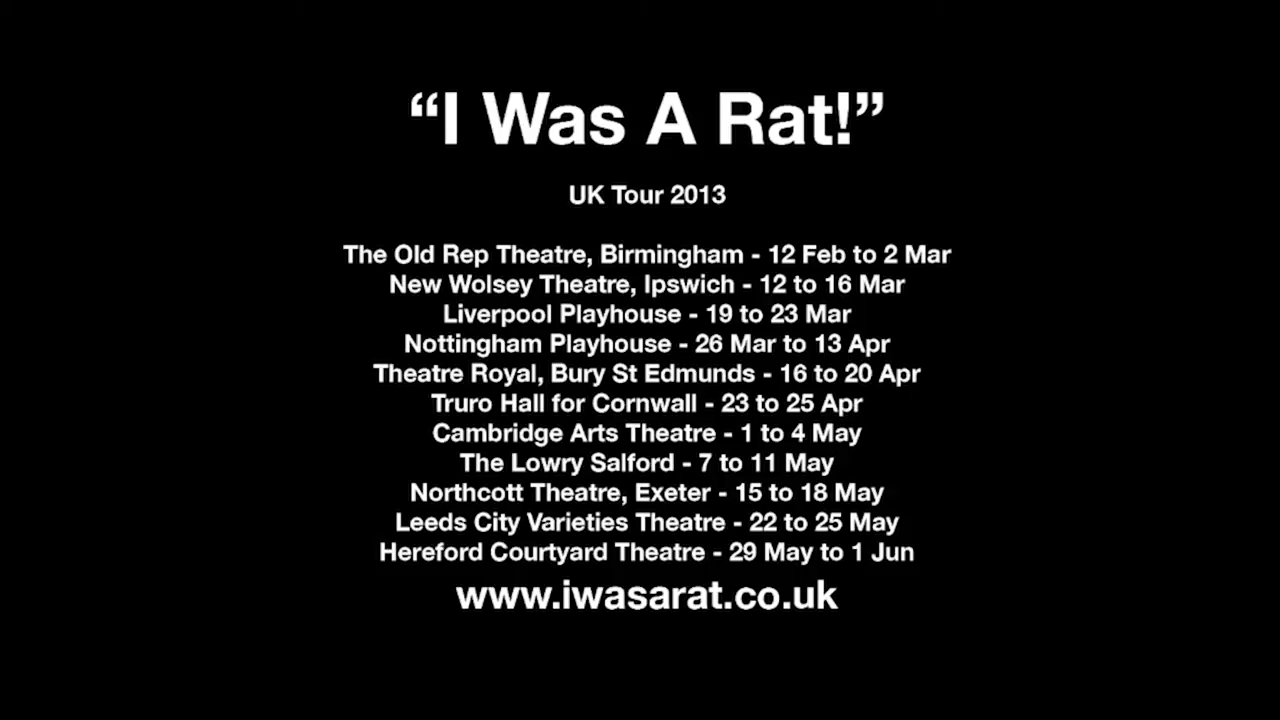 “I Was A Rat!”
UK Tour 2013
The Old Rep Theatre, Birmingham - 12 Feb to 2 Mar
New Wolsey Theatre, Ipswich - 12 to 16 Mar
Liverpool Playhouse - 19 to 23 Mar
Nottingham Playhouse - 26 Mar to 13 Apr
Theatre Royal, Bury St Edmunds - 16 to 20 Apr
Truro Hall for Cornwall - 23 to 25 Apr
Cambridge Arts Theatre - 1 to 4 May
The Lowry Salford - 7 to 11 May
Northcott Theatre, Exeter - 15 to 18 May
Leeds City Varieties Theatre - 22 to 25 May
Hereford Courtyard Theatre - 29 May to 1 Jun
www.iwasarat.co.uk